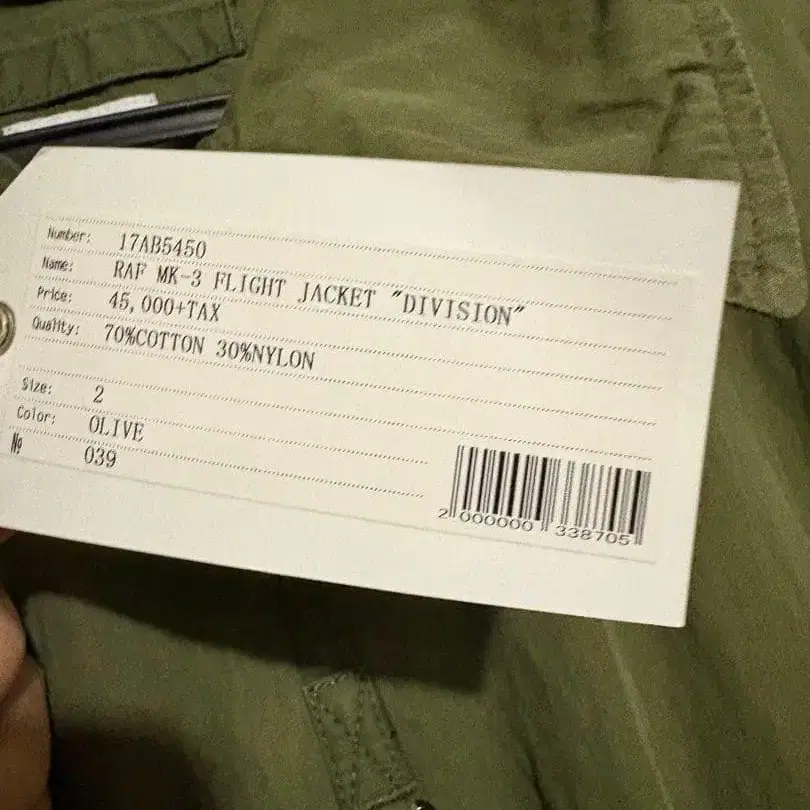 Number: 17AB5450
Name: RAF MK-3 FLIGHT JACKET "DIVISION"
Price: 45,000+TAX
Quality: 70%COTTON 30%NYLON
Size: 2
Color: OLIVE
№ 039
2 000000 338705